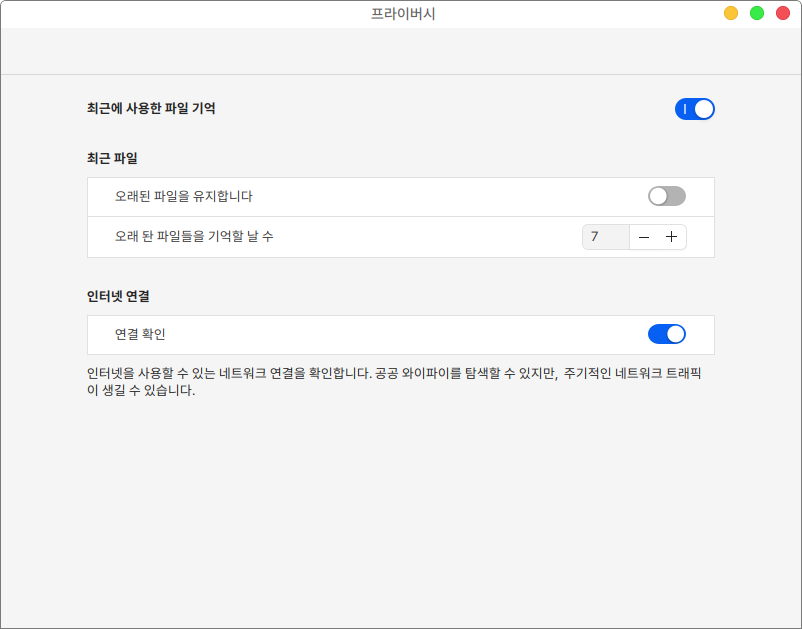 프라이버시
최근에 사용한 파일 기억
최근 파일
오래된 파일을 유지합니다
오래 돤 파일들을 기억할 날 수
7
인터넷 연결
연결 확인
인터넷을 사용할 수 있는 네트워크 연결을 확인합니다. 공공 와이파이를 탐색할 수 있지만, 주기적인 네트워크 트래픽
이 생길 수 있습니다.